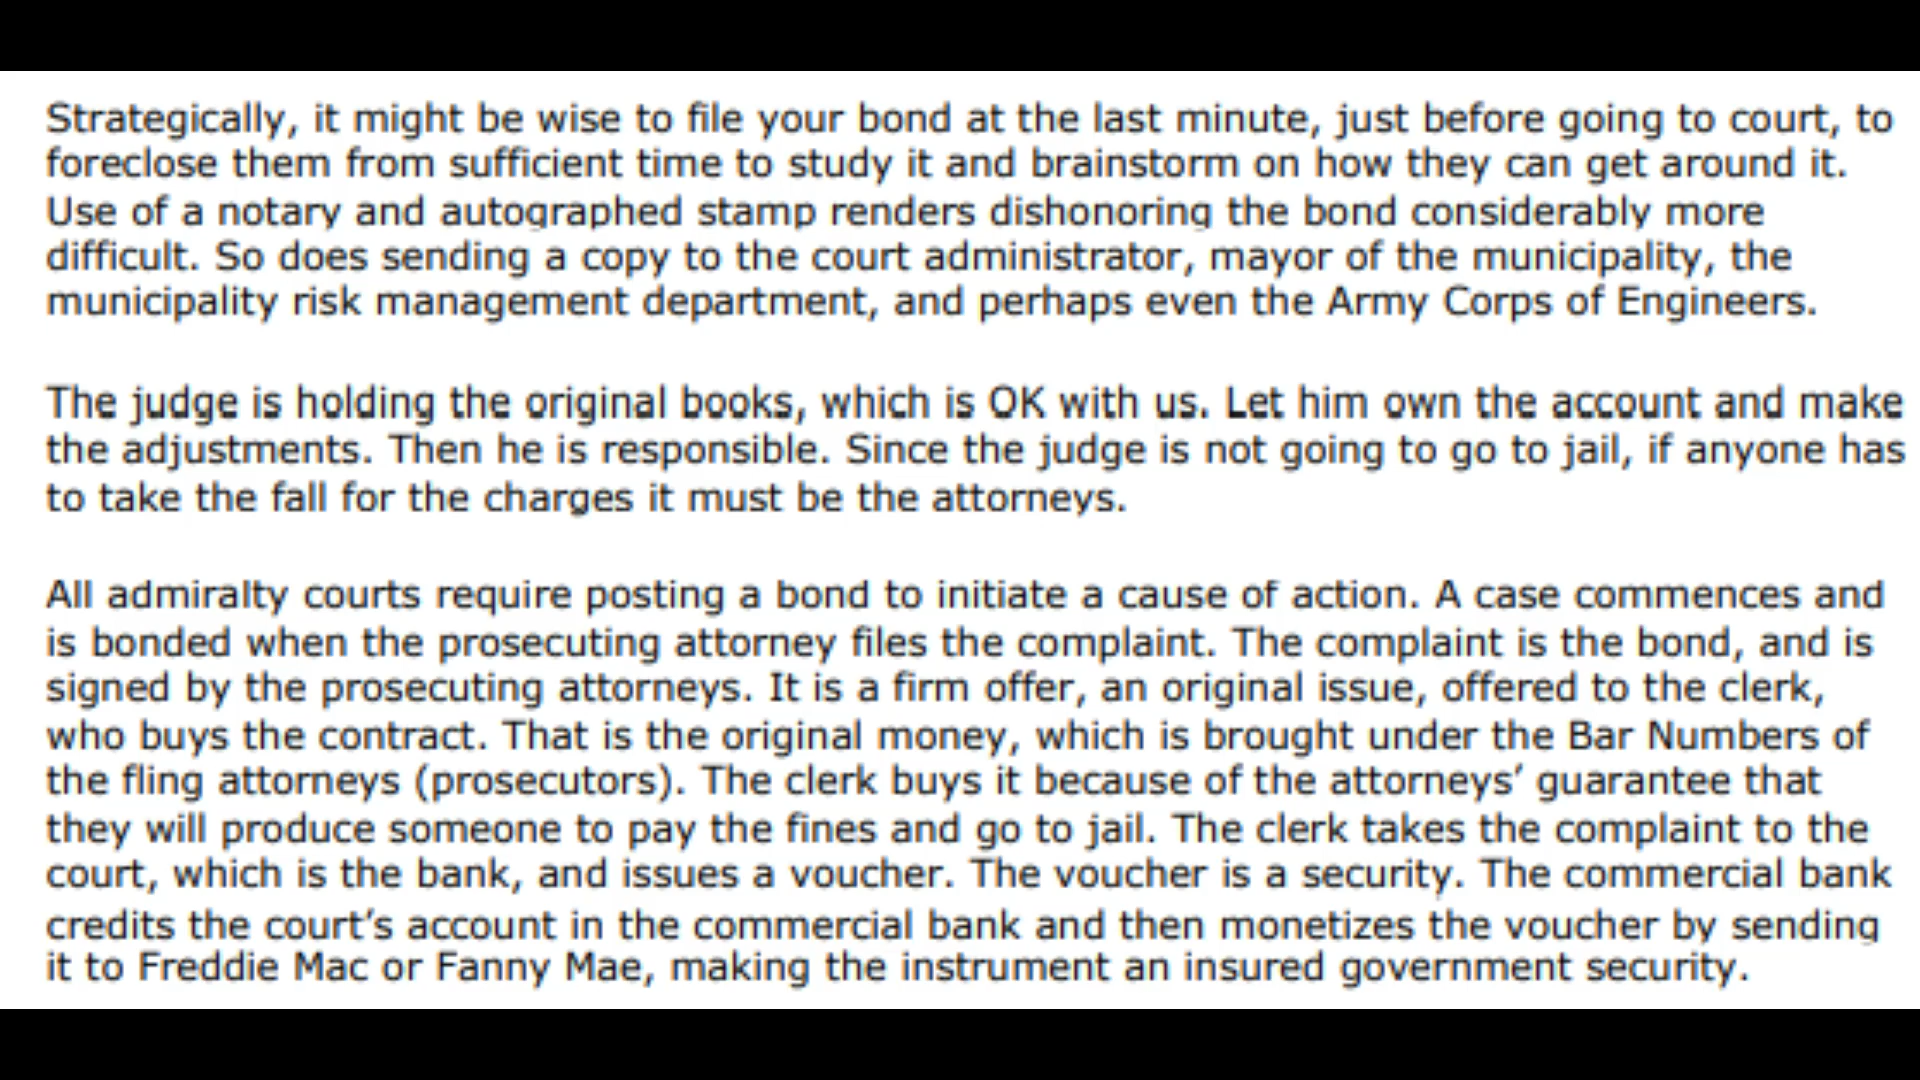 Strategically, it might be wise to file your bond at the last minute, just before going to court, to
foreclose them from sufficient time to study it and brainstorm on how they can get around it.
Use of a notary and autographed stamp renders dishonoring the bond considerably more
difficult. So does sending a copy to the court administrator, mayor of the municipality, the
municipality risk management department, and perhaps even the Army Corps of Engineers.
The judge is holding the original books, which is OK with us. Let him own the account and make
the adjustments. Then he is responsible. Since the judge is not going to go to jail, if anyone has
to take the fall for the charges it must be the attorneys.
All admiralty courts require posting a bond to initiate a cause of action. A case commences and
is bonded when the prosecuting attorney files the complaint. The complaint is the bond, and is
signed by the prosecuting attorneys. It is a firm offer, an original issue, offered to the clerk,
who buys the contract. That is the original money, which is brought under the Bar Numbers of
the fling attorneys (prosecutors). The clerk buys it because of the attorneys’ guarantee that
they will produce someone to pay the fines and go to jail. The clerk takes the complaint to the
court, which is the bank, and issues a voucher. The voucher is a security. The commercial bank
credits the court’s account in the commercial bank and then monetizes the voucher by sending
it to Freddie Mac or Fanny Mae, making the instrument an insured government security.